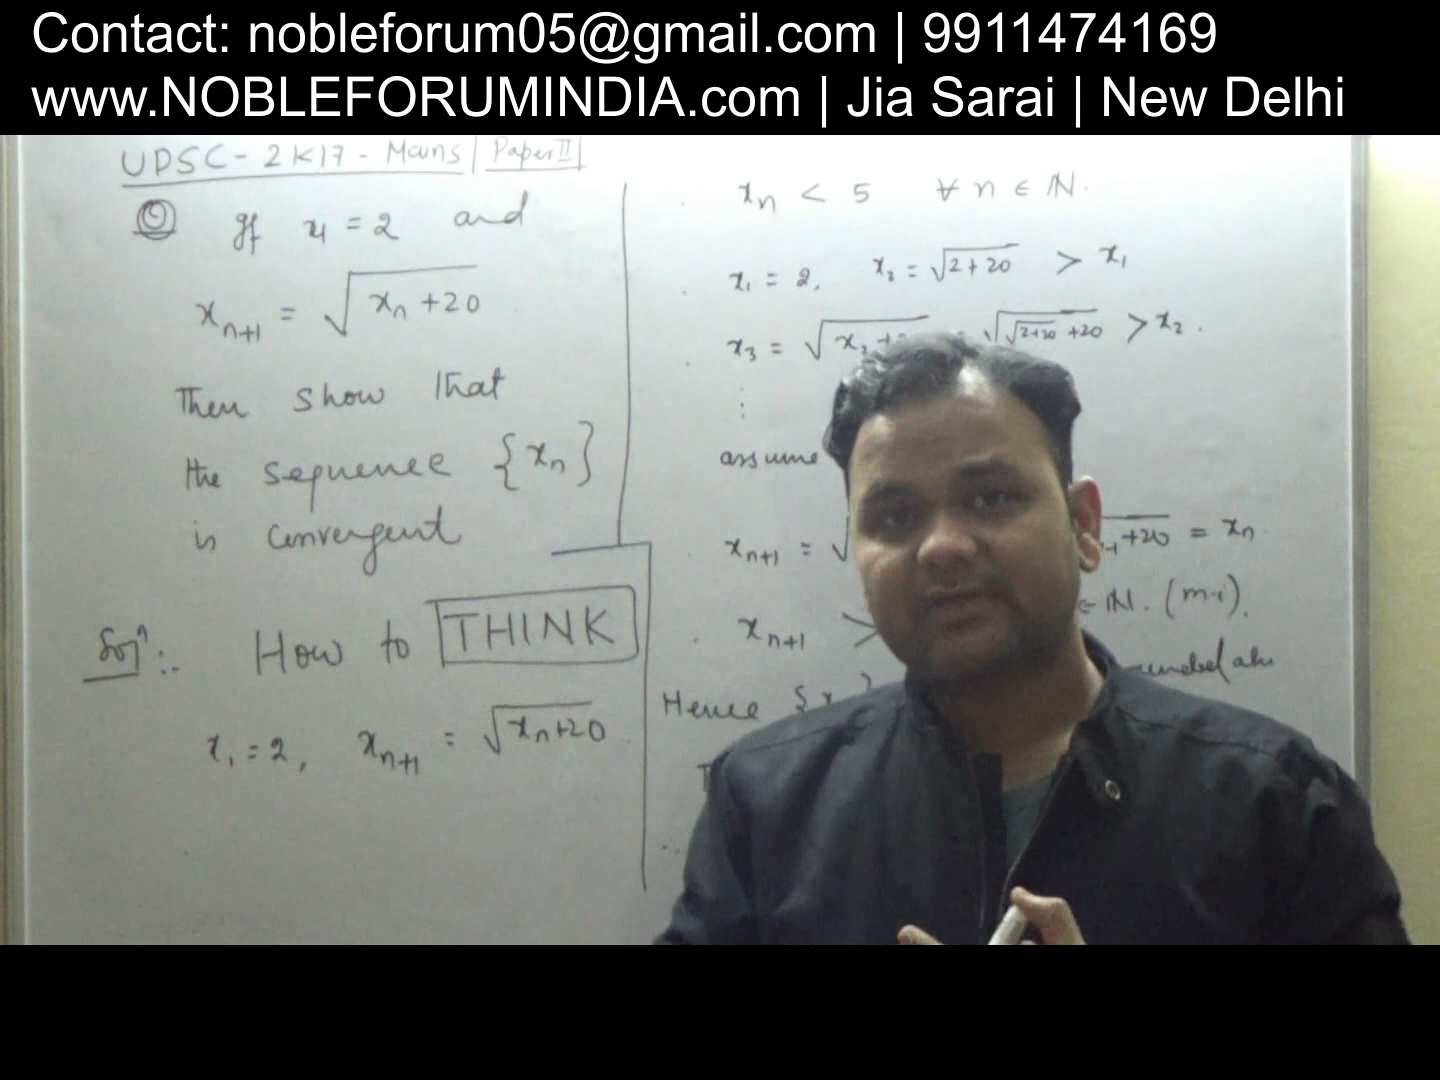 Contact: nobleforum05@gmail.com | 9911474169
www.NOBLEFORUMINDIA.com | Jia Sarai | New Delhi
UPSC - 2K17 - Mains | Paper II
Q If x₁ = 2 and
xₙ₊₁ = √(xₙ + 20)
Then show that
the sequence {xₙ}
is convergent
Solⁿ:. How to THINK
x₁ = 2, xₙ₊₁ = √(xₙ + 20)
xₙ < 5 ∀ n ∈ ℕ.
x₁ = 2, x₂ = √(2 + 20) > x₁
x₃ = √(x₂ + = √(√(2+20) + 20) > x₂.
⋮
assume
xₙ₊₁ = √ +20 = xₙ
xₙ₊₁ > ∈ ℕ. (m-i).
Hence {x }